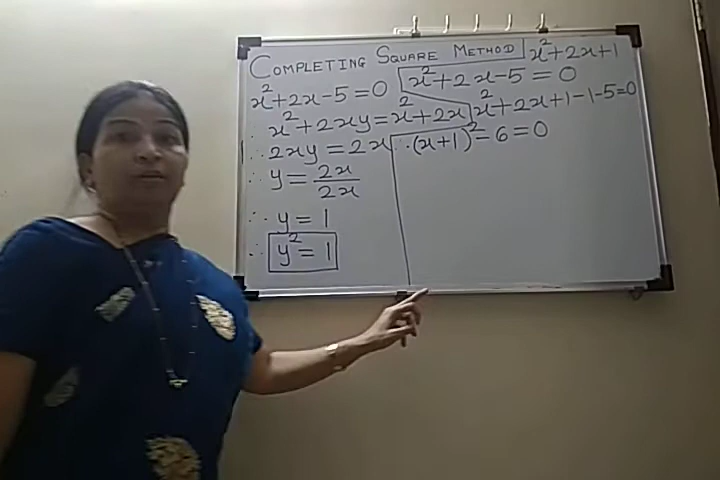 COMPLETING SQUARE METHOD
x²+2x+1
x²+2x-5=0
x²+2xy=x²+2x
∴ 2xy=2x
∴ y=2x/2x
∴ y=1
∴ y²=1
x²+2x-5=0
x²+2x+1-1-5=0
∴(x+1)²-6=0